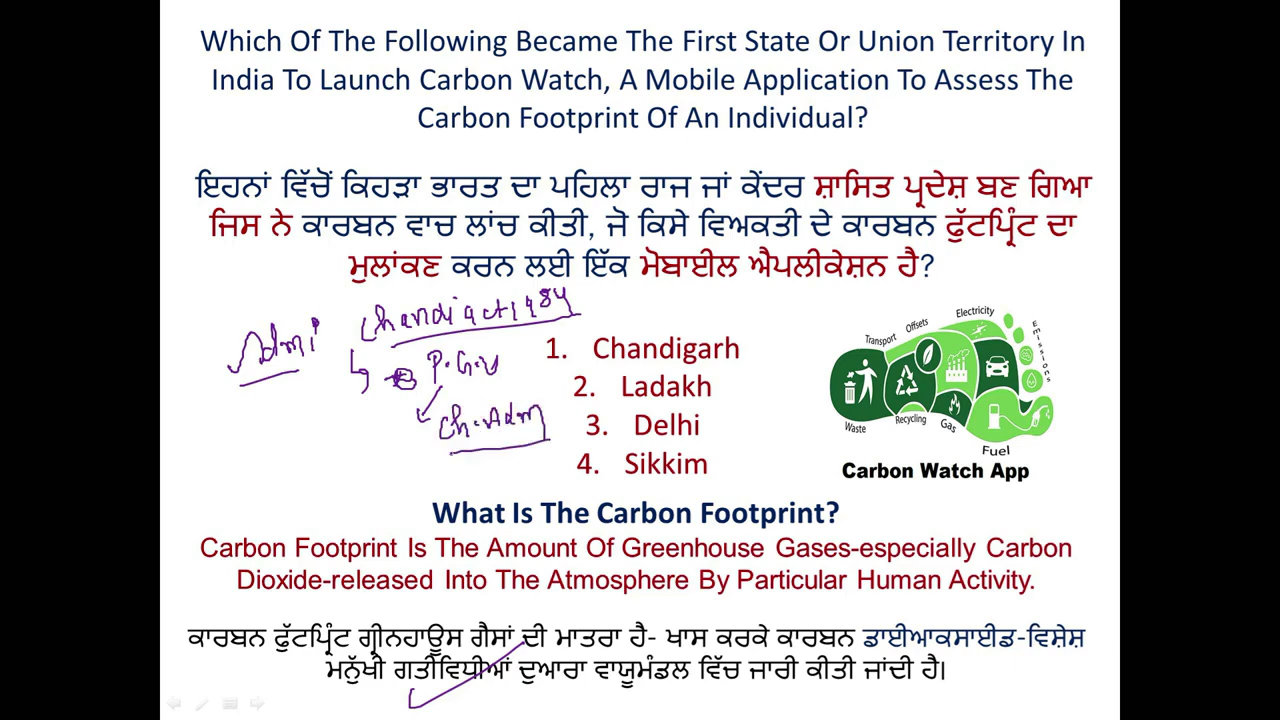 Which Of The Following Became The First State Or Union Territory In
India To Launch Carbon Watch, A Mobile Application To Assess The
Carbon Footprint Of An Individual?
ਇਹਨਾਂ ਵਿੱਚੋਂ ਕਿਹੜਾ ਭਾਰਤ ਦਾ ਪਹਿਲਾ ਰਾਜ ਜਾਂ ਕੇਂਦਰ ਸ਼ਾਸਿਤ ਪ੍ਰਦੇਸ਼ ਬਣ ਗਿਆ
ਜਿਸ ਨੇ ਕਾਰਬਨ ਵਾਚ ਲਾਂਚ ਕੀਤੀ, ਜੋ ਕਿਸੇ ਵਿਅਕਤੀ ਦੇ ਕਾਰਬਨ ਫੁੱਟਪ੍ਰਿੰਟ ਦਾ
ਮੁਲਾਂਕਣ ਕਰਨ ਲਈ ਇੱਕ ਮੋਬਾਈਲ ਐਪਲੀਕੇਸ਼ਨ ਹੈ?
Admi
1984
P.G.
Ch. Adm
1. Chandigarh
2. Ladakh
3. Delhi
4. Sikkim
Transport Offsets Electricity Emissions
Waste Recycling Gas Fuel
Carbon Watch App
What Is The Carbon Footprint?
Carbon Footprint Is The Amount Of Greenhouse Gases-especially Carbon
Dioxide-released Into The Atmosphere By Particular Human Activity.
ਕਾਰਬਨ ਫੁੱਟਪ੍ਰਿੰਟ ਗ੍ਰੀਨਹਾਊਸ ਗੈਸਾਂ ਦੀ ਮਾਤਰਾ ਹੈ- ਖਾਸ ਕਰਕੇ ਕਾਰਬਨ ਡਾਈਆਕਸਾਈਡ-ਵਿਸ਼ੇਸ਼
ਮਨੁੱਖੀ ਗਤੀਵਿਧੀਆਂ ਦੁਆਰਾ ਵਾਯੂਮੰਡਲ ਵਿੱਚ ਜਾਰੀ ਕੀਤੀ ਜਾਂਦੀ ਹੈ।